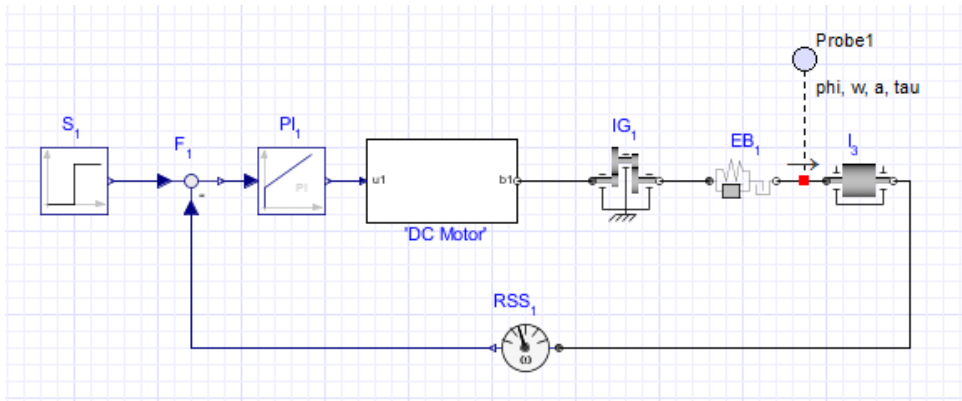 Probe1
phi, w, a, tau
S1
F1
PI1
IG1
EB1
I3
PI
u1
b1
-
'DC Motor'
RSS1
ω